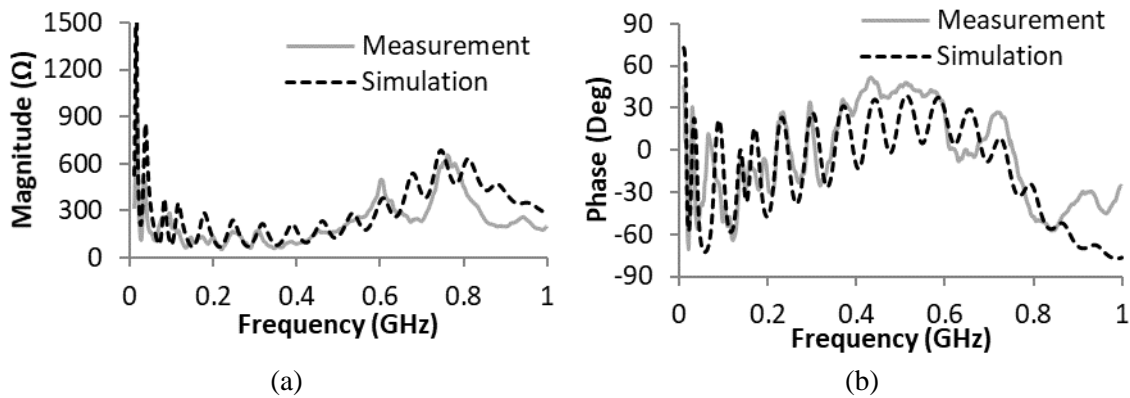 1500
1200
900
600
300
0
Magnitude (Ω)
Measurement
Simulation
0 0.2 0.4 0.6 0.8 1
Frequency (GHz)
(a)
90
60
30
0
-30
-60
-90
Phase (Deg)
Measurement
Simulation
0 0.2 0.4 0.6 0.8 1
Frequency (GHz)
(b)